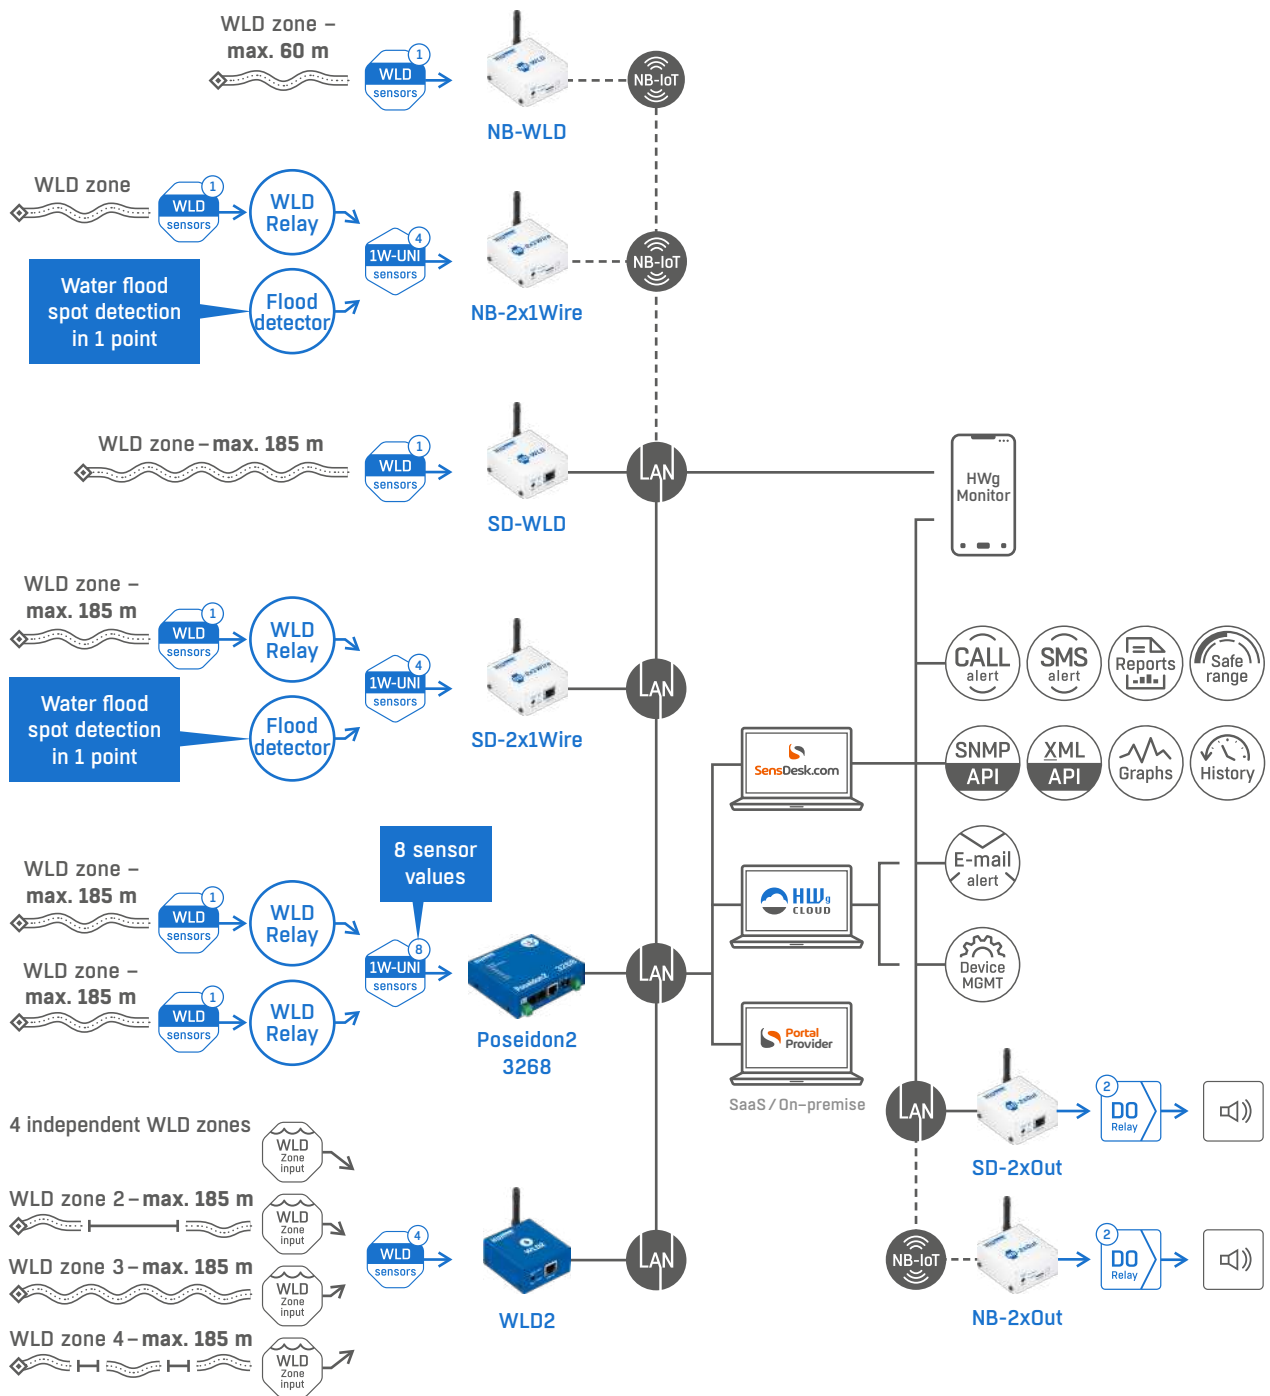 WLD zone –
max. 60 m
1
WLD
sensors
NB-WLD
NB-IoT
WLD zone
1
WLD
sensors
WLD
Relay
4
1W-UNI
sensors
NB-2x1Wire
NB-IoT
Water flood
spot detection
in 1 point
Flood
detector
WLD zone – max. 185 m
1
WLD
sensors
SD-WLD
LAN
HWg
Monitor
WLD zone –
max. 185 m
1
WLD
sensors
WLD
Relay
4
1W-UNI
sensors
2x1Wire
SD-2x1Wire
LAN
Water flood
spot detection
in 1 point
Flood
detector
CALL
alert
SMS
alert
Reports
Safe
range
SensDesk.com
SNMP
API
XML
API
Graphs
History
8 sensor
values
WLD zone –
max. 185 m
1
WLD
sensors
WLD
Relay
WLD zone –
max. 185 m
1
WLD
sensors
WLD
Relay
8
1W-UNI
sensors
Poseidon2 3268
Poseidon2
3268
LAN
HWg
CLOUD
E-mail
alert
Device
MGMT
Portal
Provider
SaaS / On-premise
LAN
2xOut
SD-2xOut
2
DO
Relay
4 independent WLD zones
WLD
Zone
input
WLD zone 2 – max. 185 m
WLD
Zone
input
WLD zone 3 – max. 185 m
WLD
Zone
input
WLD zone 4 – max. 185 m
WLD
Zone
input
4
WLD
sensors
WLD2
WLD2
LAN
NB-IoT
2xOut
NB-2xOut
2
DO
Relay